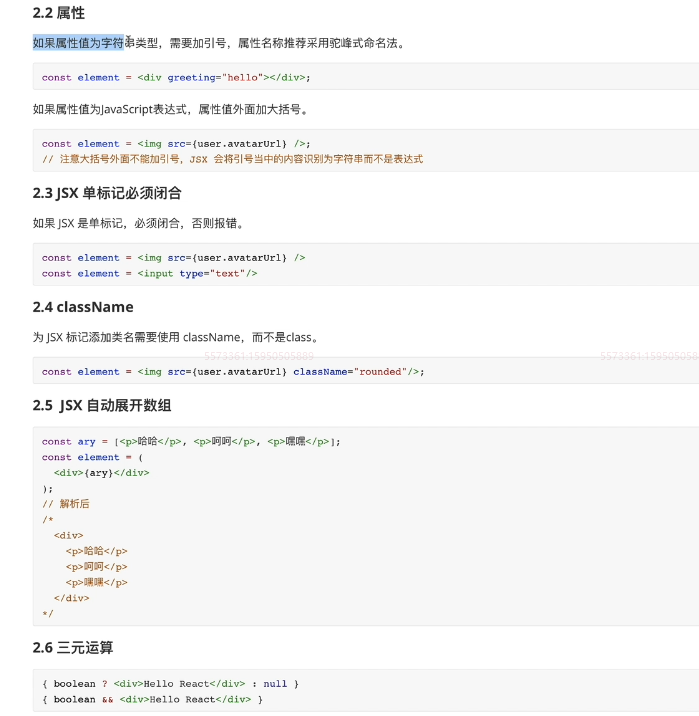 2.2 属性
如果属性值为字符串类型，需要加引号，属性名称推荐采用驼峰式命名法。
const element = <div greeting="hello"></div>;
如果属性值为JavaScript表达式，属性值外面加大括号。
const element = <img src={user.avatarUrl} />;
// 注意大括号外面不能加引号，JSX 会将引号当中的内容识别为字符串而不是表达式
2.3 JSX 单标记必须闭合
如果 JSX 是单标记，必须闭合，否则报错。
const element = <img src={user.avatarUrl} />
const element = <input type="text"/>
2.4 className
为 JSX 标记添加类名需要使用 className，而不是class。
5573361:15950505889 5573361:159505058
const element = <img src={user.avatarUrl} className="rounded"/>;
2.5 JSX 自动展开数组
const ary = [<p>哈哈</p>, <p>呵呵</p>, <p>嘿嘿</p>];
const element = (
<div>{ary}</div>
);
// 解析后
/*
<div>
<p>哈哈</p>
<p>呵呵</p>
<p>嘿嘿</p>
</div>
*/
2.6 三元运算
{ boolean ? <div>Hello React</div> : null }
{ boolean && <div>Hello React</div> }